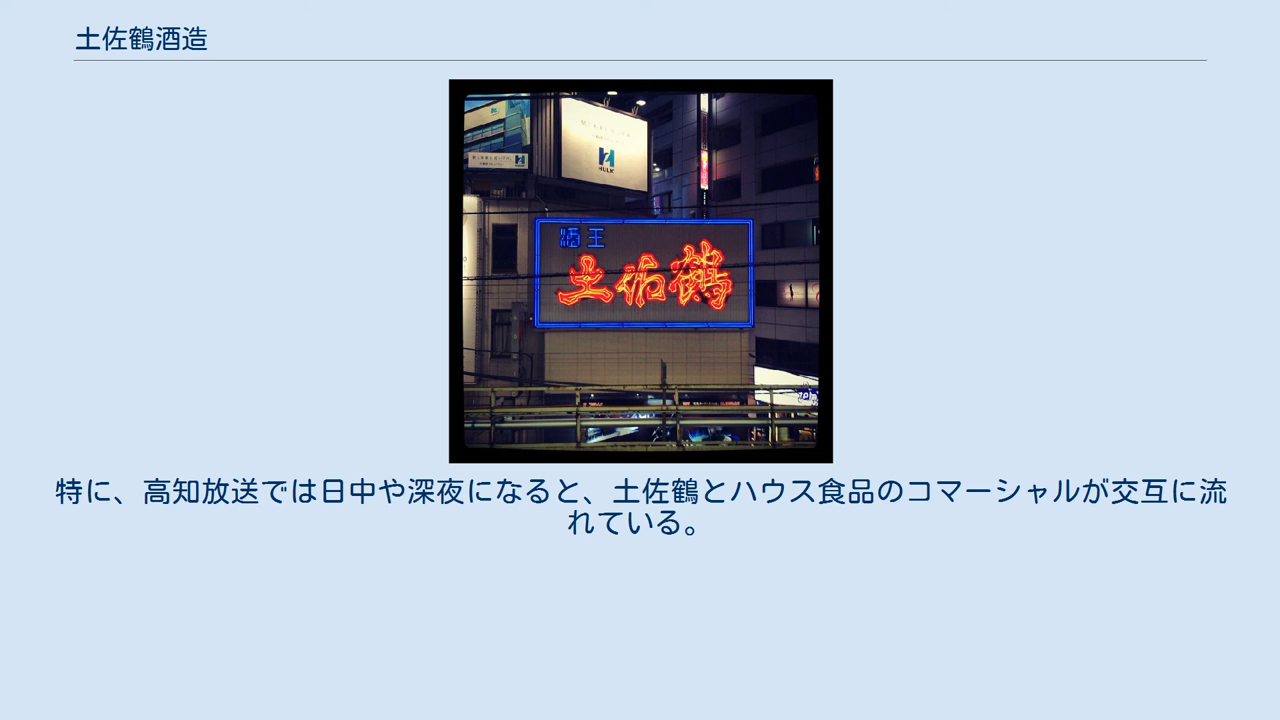 土佐鶴酒造
HULIC
酒王
土佐鶴
特に、高知放送では日中や深夜になると、土佐鶴とハウス食品のコマーシャルが交互に流
れている。